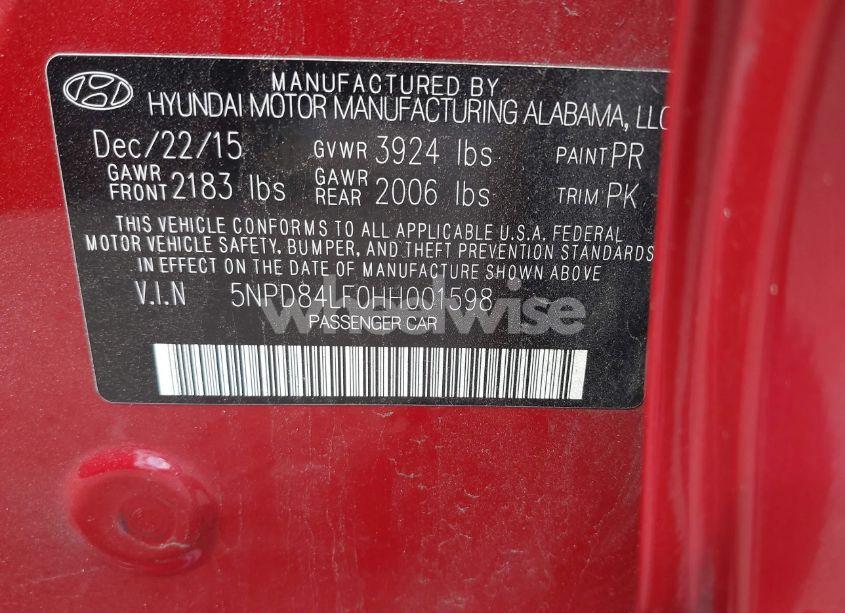 MANUFACTURED BY
HYUNDAI MOTOR MANUFACTURING ALABAMA, LLC
Dec/22/15 GVWR 3924 lbs PAINT PR
GAWR FRONT 2183 lbs GAWR REAR 2006 lbs TRIM PK
THIS VEHICLE CONFORMS TO ALL APPLICABLE U.S.A. FEDERAL
MOTOR VEHICLE SAFETY, BUMPER, AND THEFT PREVENTION STANDARDS
IN EFFECT ON THE DATE OF MANUFACTURE SHOWN ABOVE
V.I.N 5NPD84LF0HH001598
wheelwise
PASSENGER CAR